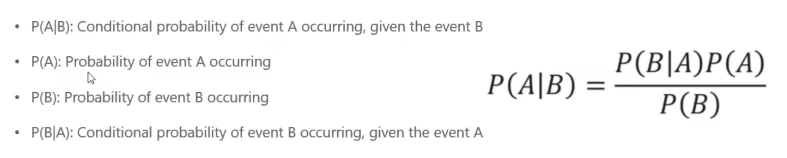 • P(A|B): Conditional probability of event A occurring, given the event B
• P(A): Probability of event A occurring
• P(B): Probability of event B occurring
• P(B|A): Conditional probability of event B occurring, given the event A
P(A|B) = P(B|A)P(A) / P(B)